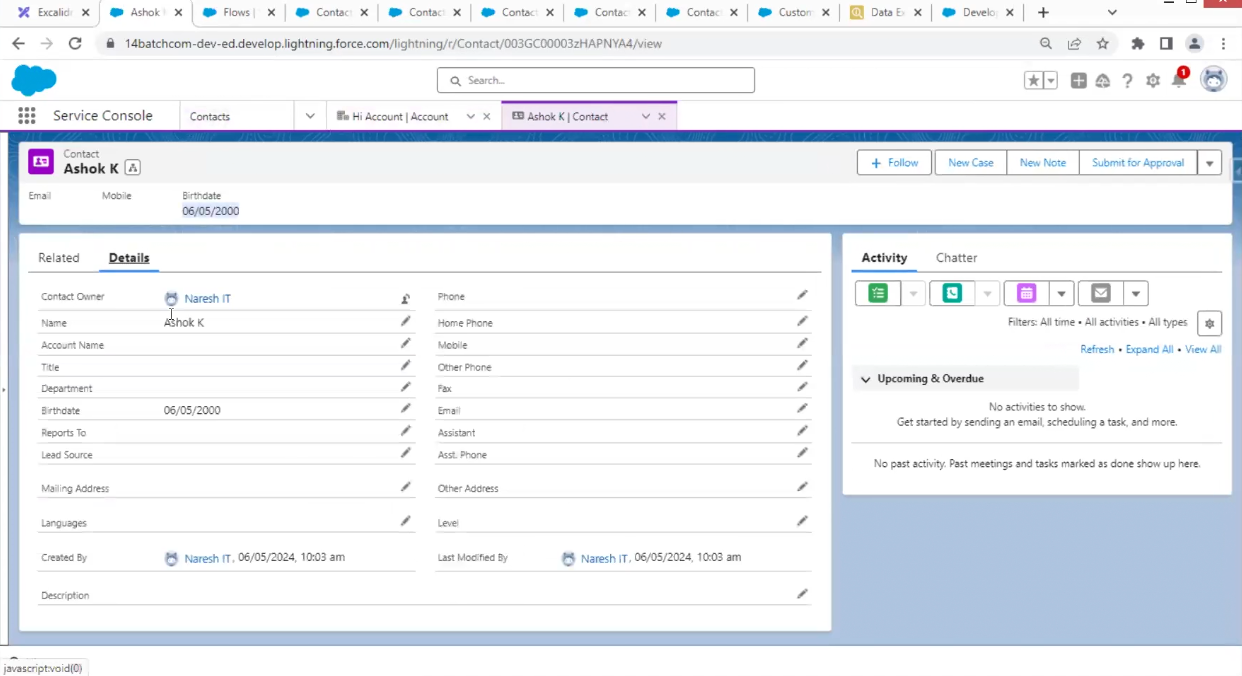 Excalidr
Ashok
Flows |
Contact
Contact
Contact
Contact
Contact
Custom
Data Ex
Develop
14batchcom-dev-ed.develop.lightning.force.com/lightning/r/Contact/003GC00003zHAPNYA4/view
Search...
1
Service Console
Contacts
Hi Account | Account
Ashok K | Contact
Contact
Ashok K
+ Follow
New Case
New Note
Submit for Approval
Email
Mobile
Birthdate
06/05/2000
Related
Details
Contact Owner
Naresh IT
Name
Ashok K
Account Name
Title
Department
Birthdate
06/05/2000
Reports To
Lead Source
Mailing Address
Languages
Created By
Naresh IT, 06/05/2024, 10:03 am
Description
Phone
Home Phone
Mobile
Other Phone
Fax
Email
Assistant
Asst. Phone
Other Address
Level
Last Modified By
Naresh IT, 06/05/2024, 10:03 am
Activity
Chatter
Filters: All time • All activities • All types
Refresh • Expand All • View All
Upcoming & Overdue
No activities to show.
Get started by sending an email, scheduling a task, and more.
No past activity. Past meetings and tasks marked as done show up here.
javascript:void(0)